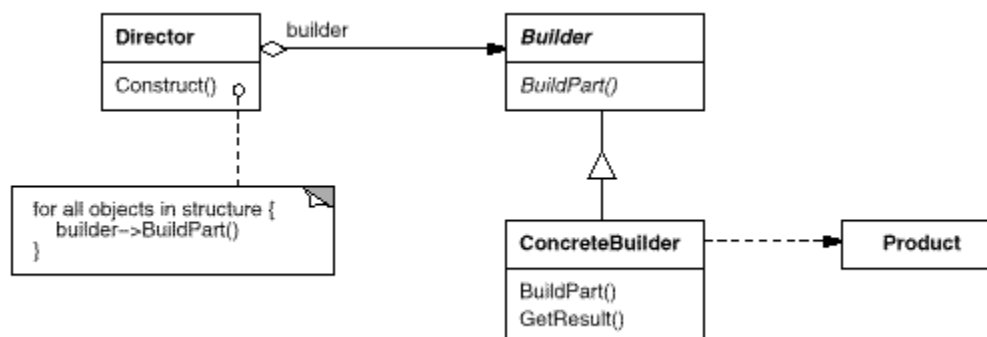 Director
builder
Builder
Construct()
BuildPart()
for all objects in structure {
builder->BuildPart()
}
ConcreteBuilder
Product
BuildPart()
GetResult()